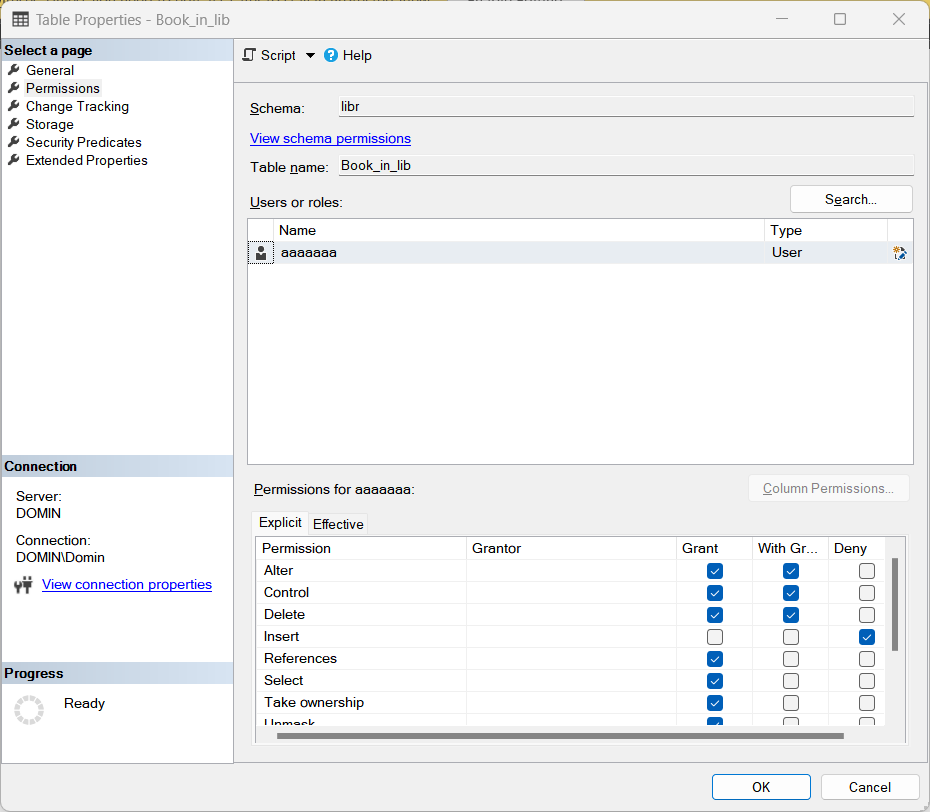 Table Properties - Book_in_lib
Select a page
General
Permissions
Change Tracking
Storage
Security Predicates
Extended Properties
Script
Help
Schema:
libr
View schema permissions
Table name:
Book_in_lib
Users or roles:
Search...
Name Type
aaaaaaa User
Connection
Server:
DOMIN
Connection:
DOMIN\Domin
View connection properties
Progress
Ready
Permissions for aaaaaaa:
Column Permissions...
Explicit Effective
Permission Grantor Grant With Gr... Deny
Alter
Control
Delete
Insert
References
Select
Take ownership
Unmask
OK Cancel